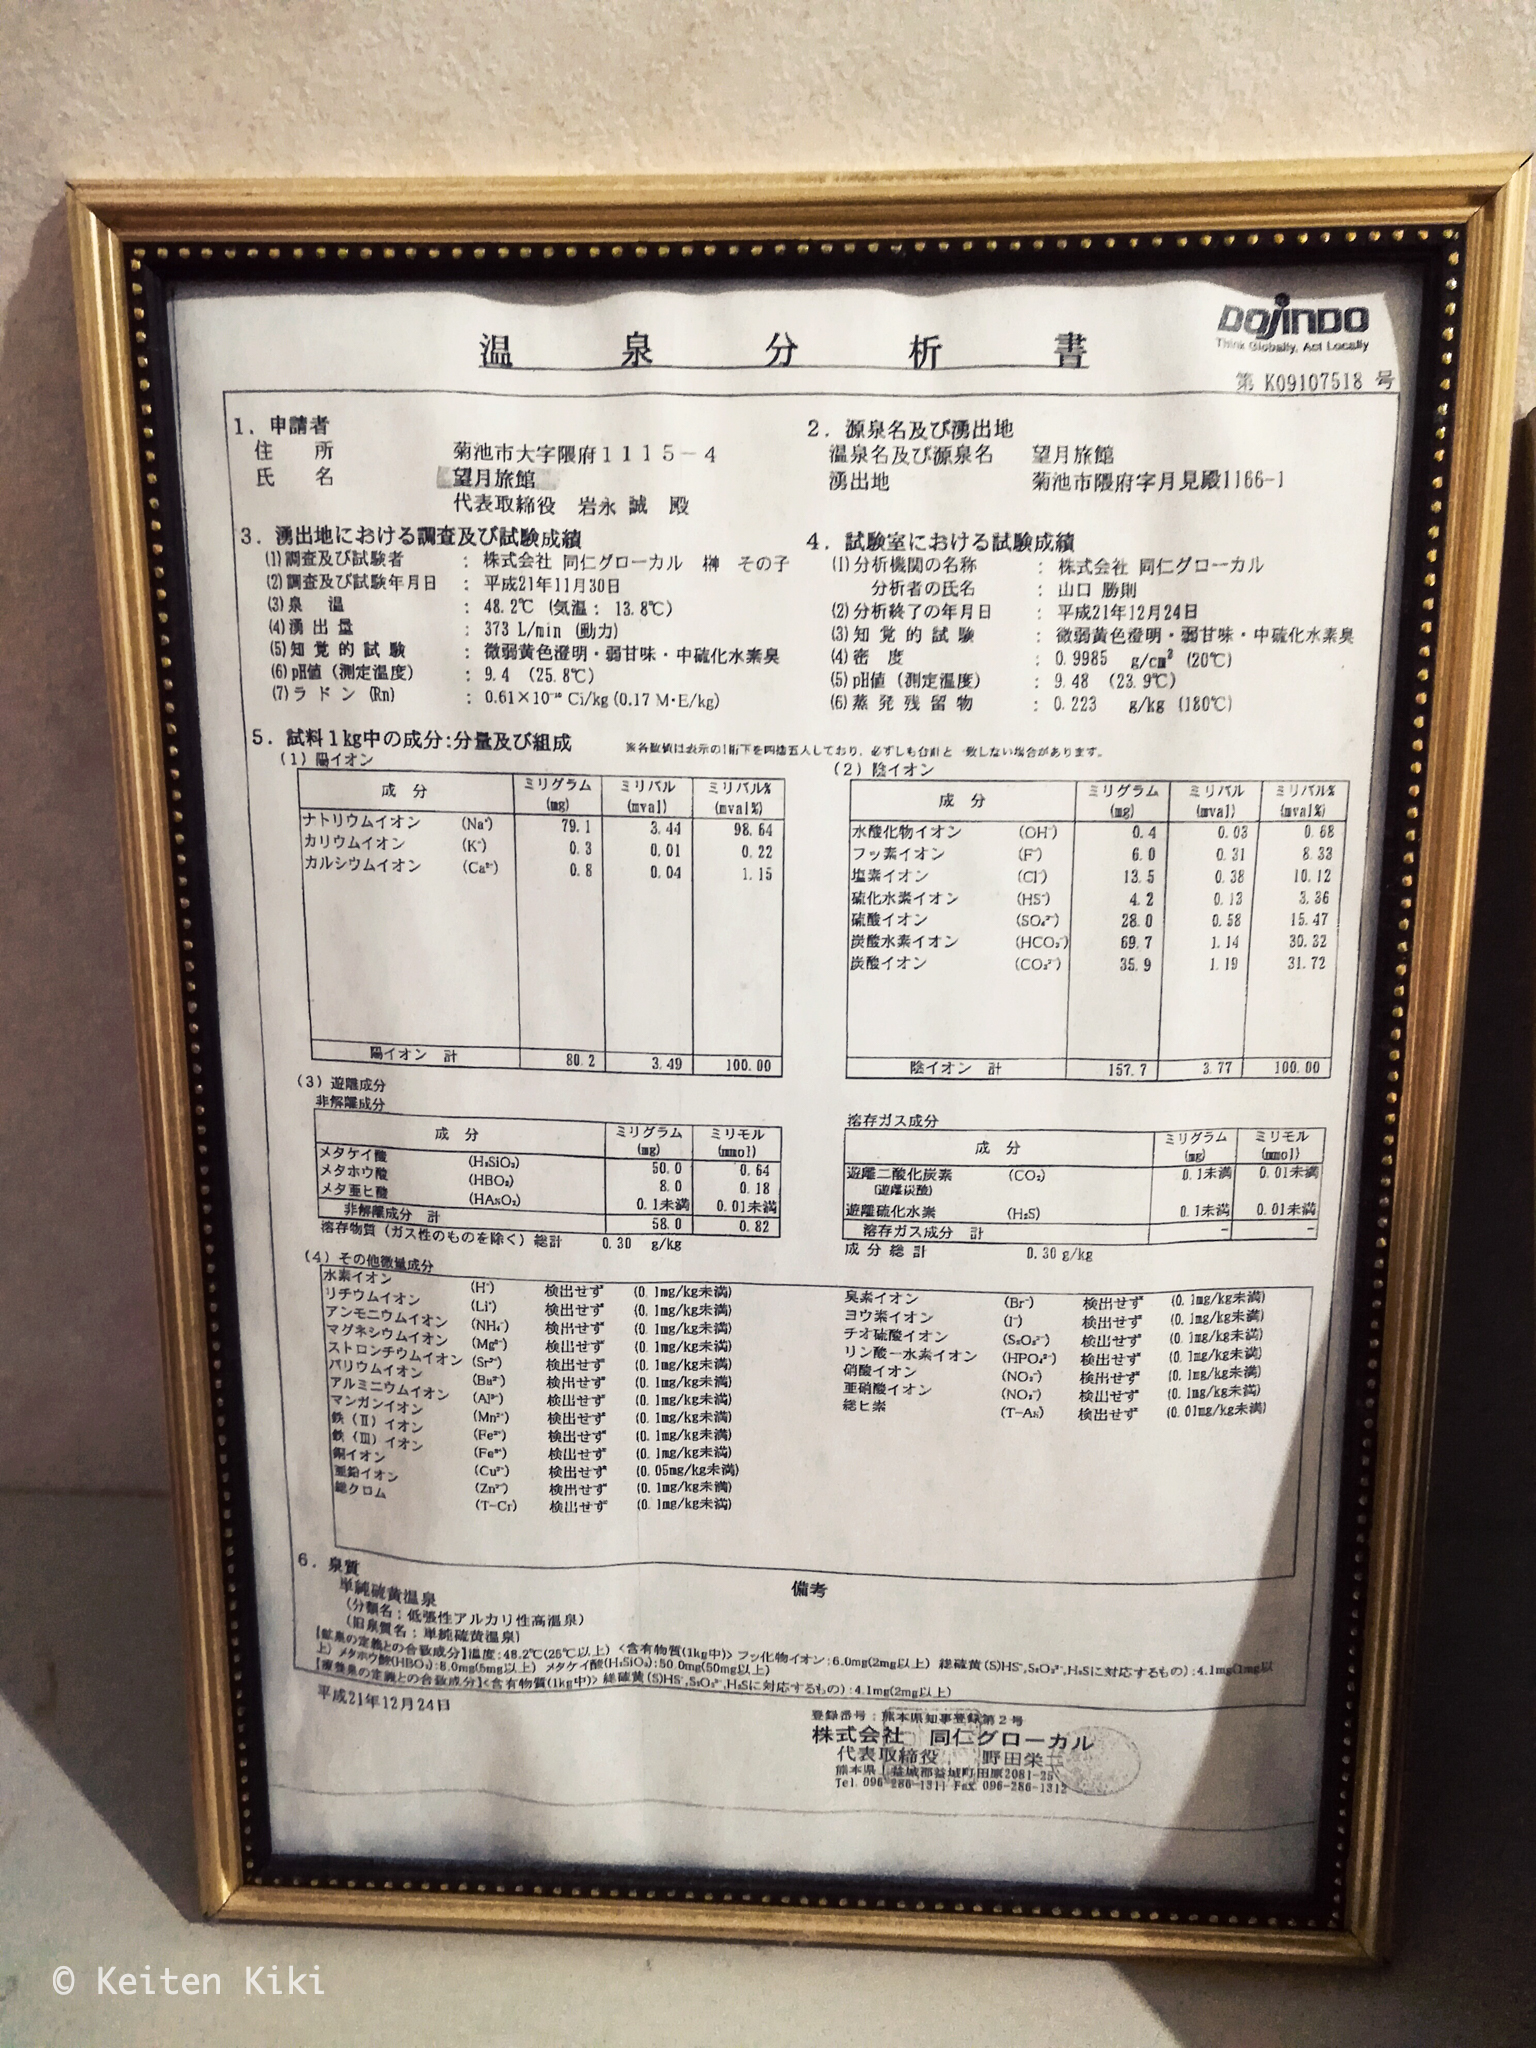 DOJINDO
Think Globally, Act Locally
温泉分析書
第 K09107518 号
1. 申請者
住所 菊池市大字隈府1115-4
氏名 望月旅館
代表取締役 岩永 誠 殿
2. 源泉名及び湧出地
温泉名及び源泉名 望月旅館
湧出地 菊池市隈府字月見殿1166-1
3. 湧出地における調査及び試験成績
(1)調査及び試験者 : 株式会社 同仁グローカル 榊 その子
(2)調査及び試験年月日 : 平成21年11月30日
(3)泉温 : 48.2℃ (気温: 13.8℃)
(4)湧出量 : 373 L/min (動力)
(5)知覚的試験 : 微弱黄色澄明・弱甘味・中硫化水素臭
(6)pH値 (測定温度) : 9.4 (25.8℃)
(7)ラドン (Rn) : 0.61×10⁻¹⁰ Ci/kg (0.17 M・E/kg)
4. 試験室における試験成績
(1)分析機関の名称 : 株式会社 同仁グローカル
分析者の氏名 : 山口 勝則
(2)分析終了の年月日 : 平成21年12月24日
(3)知覚的試験 : 微弱黄色澄明・弱甘味・中硫化水素臭
(4)密度 : 0.9985 g/cm³ (20℃)
(5)pH値 (測定温度) : 9.48 (23.9℃)
(6)蒸発残留物 : 0.223 g/kg (180℃)
5. 試料1kg中の成分:分量及び組成 ※各数値は表示の1桁下を四捨五入しており、必ずしも合計と一致しない場合があります。
(1) 陽イオン
成分 ミリグラム(mg) ミリバル(mval) ミリバル%(mval%)
ナトリウムイオン (Na⁺) 79.1 3.44 98.64
カリウムイオン (K⁺) 0.3 0.01 0.22
カルシウムイオン (Ca²⁺) 0.8 0.04 1.15
陽イオン 計 80.2 3.49 100.00
(2) 陰イオン
成分 ミリグラム(mg) ミリバル(mval) ミリバル%(mval%)
水酸化物イオン (OH⁻) 0.4 0.03 0.68
フッ素イオン (F⁻) 6.0 0.31 8.33
塩素イオン (Cl⁻) 13.5 0.38 10.12
硫化水素イオン (HS⁻) 4.2 0.13 3.36
硫酸イオン (SO₄²⁻) 28.0 0.58 15.47
炭酸水素イオン (HCO₃⁻) 69.7 1.14 30.32
炭酸イオン (CO₃²⁻) 35.9 1.19 31.72
陰イオン 計 157.7 3.77 100.00
(3) 遊離成分
非解離成分
成分 ミリグラム(mg) ミリモル(mmol)
メタケイ酸 (H₂SiO₃) 50.0 0.64
メタホウ酸 (HBO₂) 8.0 0.18
メタ亜ヒ酸 (HAsO₂) 0.1未満 0.01未満
非解離成分 計 58.0 0.82
溶存物質 (ガス性のものを除く) 総計 0.30 g/kg
溶存ガス成分
成分 ミリグラム(mg) ミリモル(mmol)
遊離二酸化炭素 (CO₂) 0.1未満 0.01未満
(遊離炭酸)
遊離硫化水素 (H₂S) 0.1未満 0.01未満
溶存ガス成分 計 − −
成分総計 0.30 g/kg
(4) その他微量成分
水素イオン (H⁺) 検出せず (0.1mg/kg未満)
リチウムイオン (Li⁺) 検出せず (0.1mg/kg未満)
アンモニウムイオン (NH₄⁺) 検出せず (0.1mg/kg未満)
マグネシウムイオン (Mg²⁺) 検出せず (0.1mg/kg未満)
ストロンチウムイオン (Sr²⁺) 検出せず (0.1mg/kg未満)
バリウムイオン (Ba²⁺) 検出せず (0.1mg/kg未満)
アルミニウムイオン (Al³⁺) 検出せず (0.1mg/kg未満)
マンガンイオン (Mn²⁺) 検出せず (0.1mg/kg未満)
鉄 (II) イオン (Fe²⁺) 検出せず (0.1mg/kg未満)
鉄 (III) イオン (Fe³⁺) 検出せず (0.1mg/kg未満)
銅イオン (Cu²⁺) 検出せず (0.05mg/kg未満)
亜鉛イオン (Zn²⁺) 検出せず (0.1mg/kg未満)
総クロム (T-Cr) 検出せず (0.1mg/kg未満)
臭素イオン (Br⁻) 検出せず (0.1mg/kg未満)
ヨウ素イオン (I⁻) 検出せず (0.1mg/kg未満)
チオ硫酸イオン (S₂O₃²⁻) 検出せず (0.1mg/kg未満)
リン酸一水素イオン (HPO₄²⁻) 検出せず (0.1mg/kg未満)
硝酸イオン (NO₃⁻) 検出せず (0.1mg/kg未満)
亜硝酸イオン (NO₂⁻) 検出せず (0.1mg/kg未満)
総ヒ素 (T-As) 検出せず (0.01mg/kg未満)
6. 泉質
単純硫黄温泉
(分類名:低張性アルカリ性高温泉)
(旧泉質名:単純硫黄温泉)
備考
【鉱泉の定義との合致成分】温度:48.2℃(25℃以上) <含有物質(1kg中)> フッ化物イオン:6.0mg(2mg以上) 総硫黄(S)HS⁻,S₂O₃²⁻,H₂Sに対応するもの):4.1mg(1mg以
上) メタホウ酸(HBO₂):8.0mg(5mg以上) メタケイ酸(H₂SiO₃):50.0mg(50mg以上)
【療養泉の定義との合致成分】<含有物質(1kg中)> 総硫黄(S)HS⁻,S₂O₃²⁻,H₂Sに対応するもの):4.1mg(2mg以上)
平成21年12月24日
登録番号:熊本県知事登録第2号
株式会社 同仁グローカル
代表取締役 野田栄二
熊本県上益城郡益城町田原2081-25
Tel. 096-286-1311 Fax 096-286-1312
© Keiten Kiki